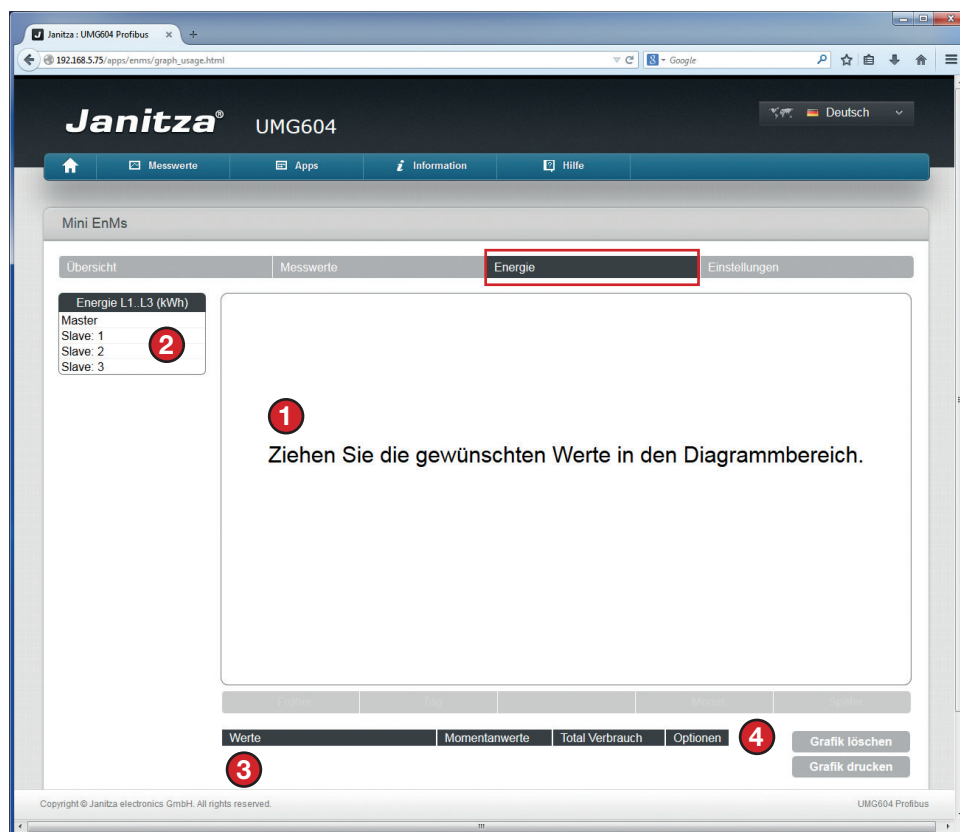 Janitza : UMG604 Profibus
192.168.5.75/apps/enms/graph_usage.html
Google
Janitza® UMG604
Deutsch
Messwerte Apps Information Hilfe
Mini EnMs
Übersicht Messwerte Energie Einstellungen
Energie L1..L3 (kWh)
Master
Slave: 1
Slave: 2
Slave: 3
2
1
Ziehen Sie die gewünschten Werte in den Diagrammbereich.
Tag Monat
Werte Momentanwerte Total Verbrauch Optionen
4
Grafik löschen
3
Grafik drucken
Copyright © Janitza electronics GmbH. All rights reserved. UMG604 Profibus